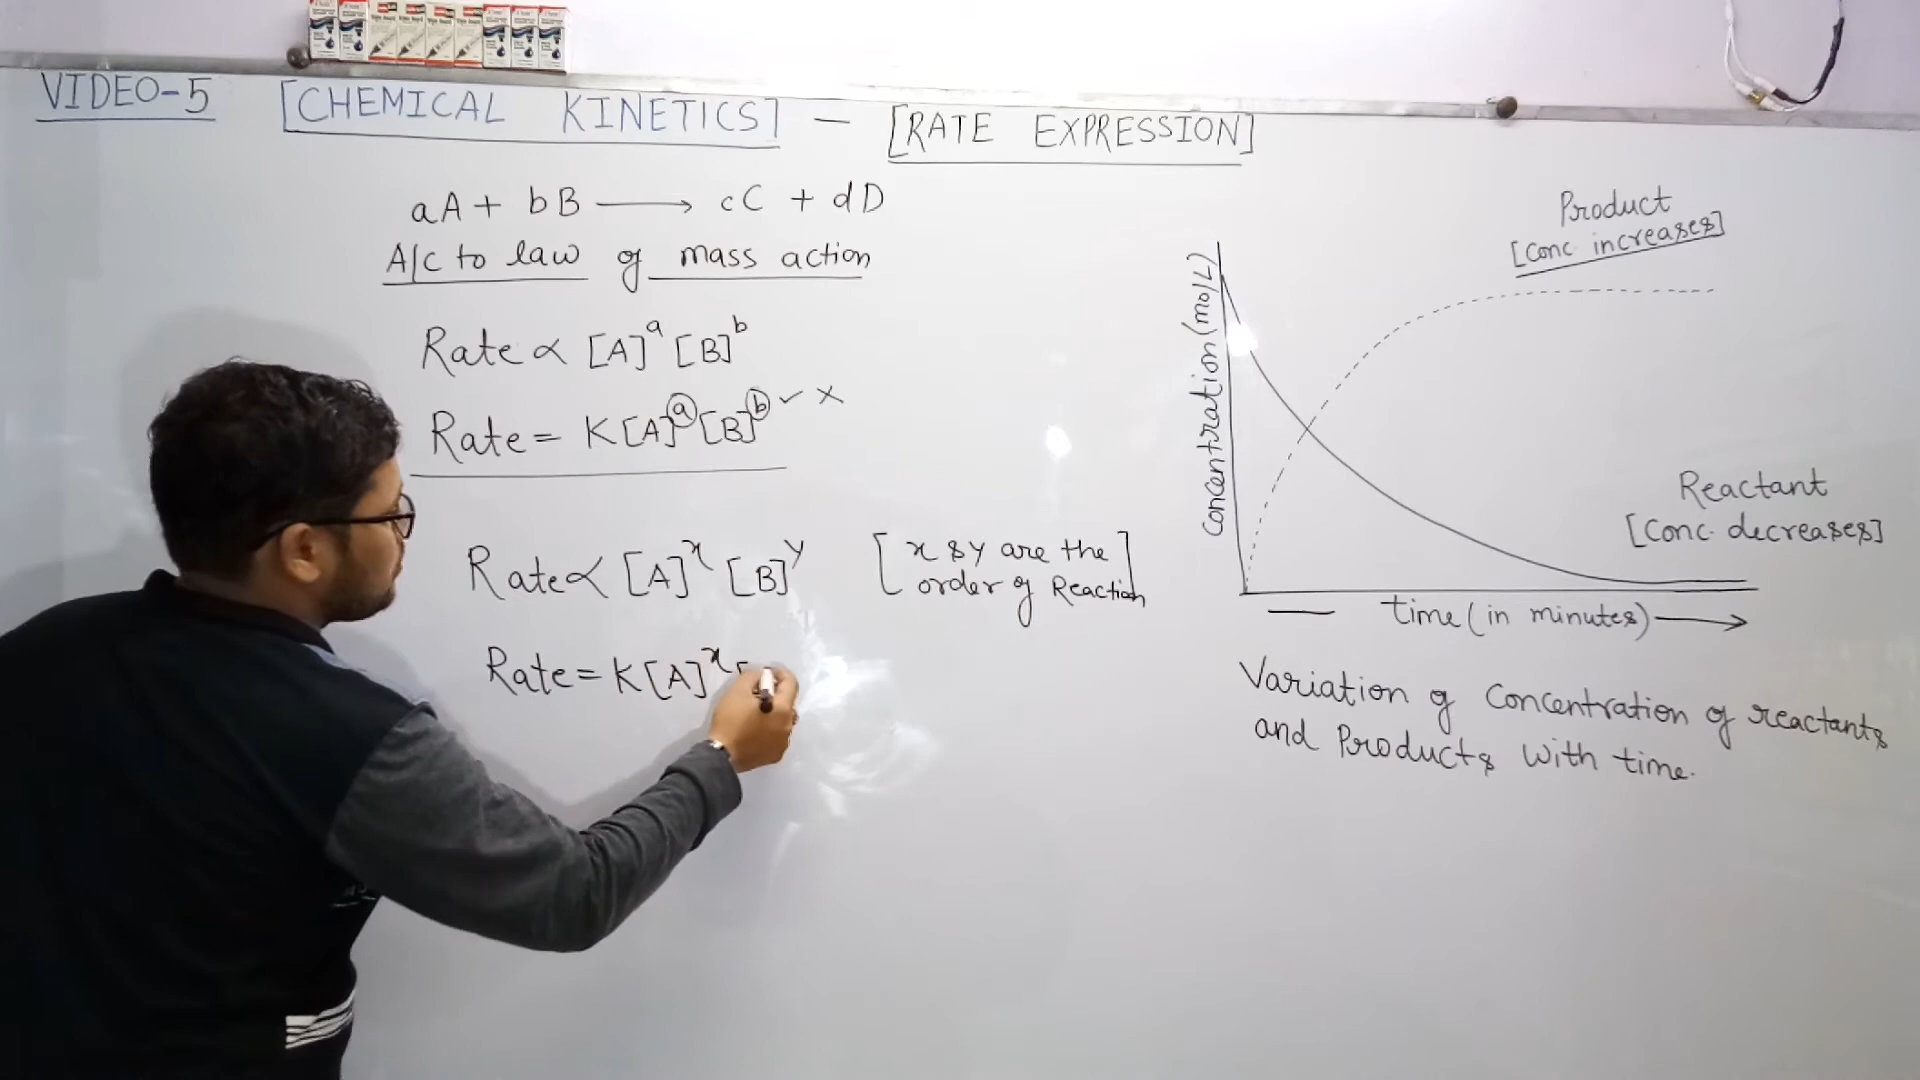 VIDEO-5 [CHEMICAL KINETICS] — [RATE EXPRESSION]
aA + bB ⟶ cC + dD
A/c to law of mass action
Rate ∝ [A]^a [B]^b
Rate = K[A]^a [B]^b ✓ ✗
Rate ∝ [A]^x [B]^y
[x & y are the
order of Reaction]
Rate = K[A]^x [
Product
[Conc. increases]
Concentration (mol/L)
Reactant
[Conc. decreases]
— time (in minutes) ⟶
Variation of Concentration of reactants
and Products with time.